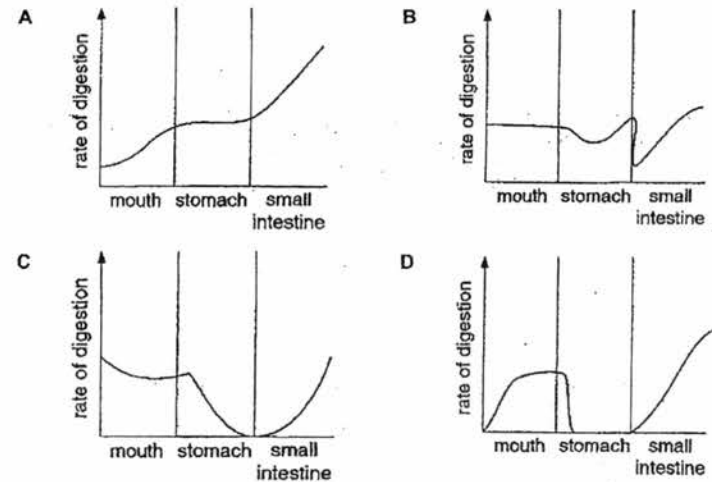 A
rate of digestion
mouth stomach small
intestine
B
rate of digestion
mouth stomach small
intestine
C
rate of digestion
mouth stomach small
intestine
D
rate of digestion
mouth stomach small
intestine